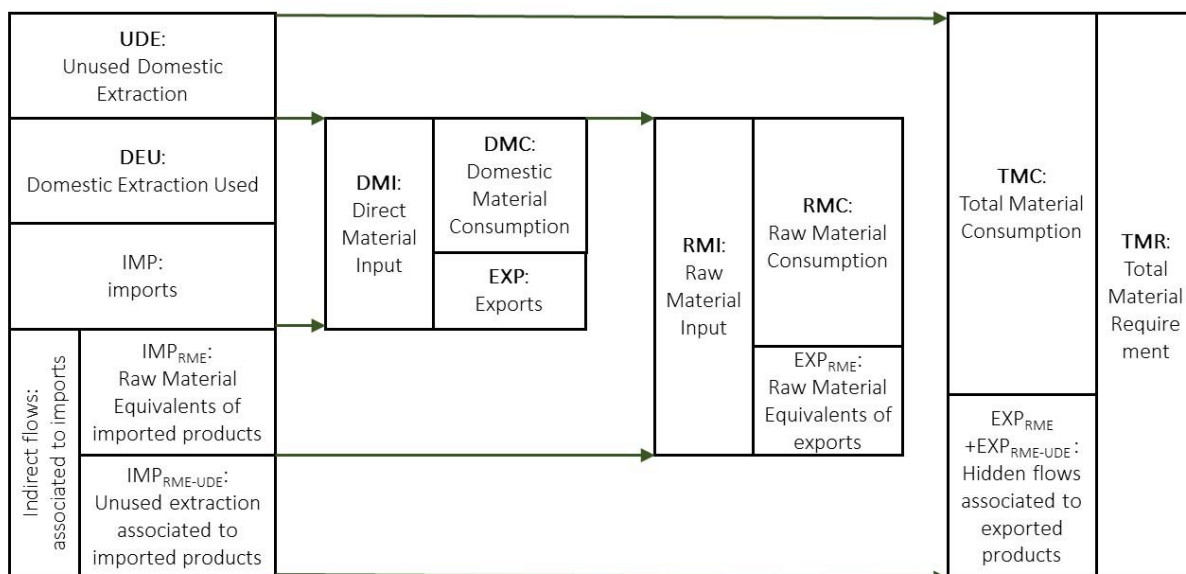 UDE:
Unused Domestic
Extraction
DEU:
Domestic Extraction Used
IMP:
imports
Indirect flows:
associated to imports
IMPRME:
Raw Material
Equivalents of
imported products
IMPRME-UDE:
Unused extraction
associated to
imported products
DMI:
Direct
Material
Input
DMC:
Domestic
Material
Consumption
EXP:
Exports
RMI:
Raw
Material
Input
RMC:
Raw Material
Consumption
EXPRME:
Raw Material
Equivalents of
exports
TMC:
Total Material
Consumption
EXPRME
+EXPRME-UDE:
Hidden flows
associated to
exported
products
TMR:
Total
Material
Require
ment